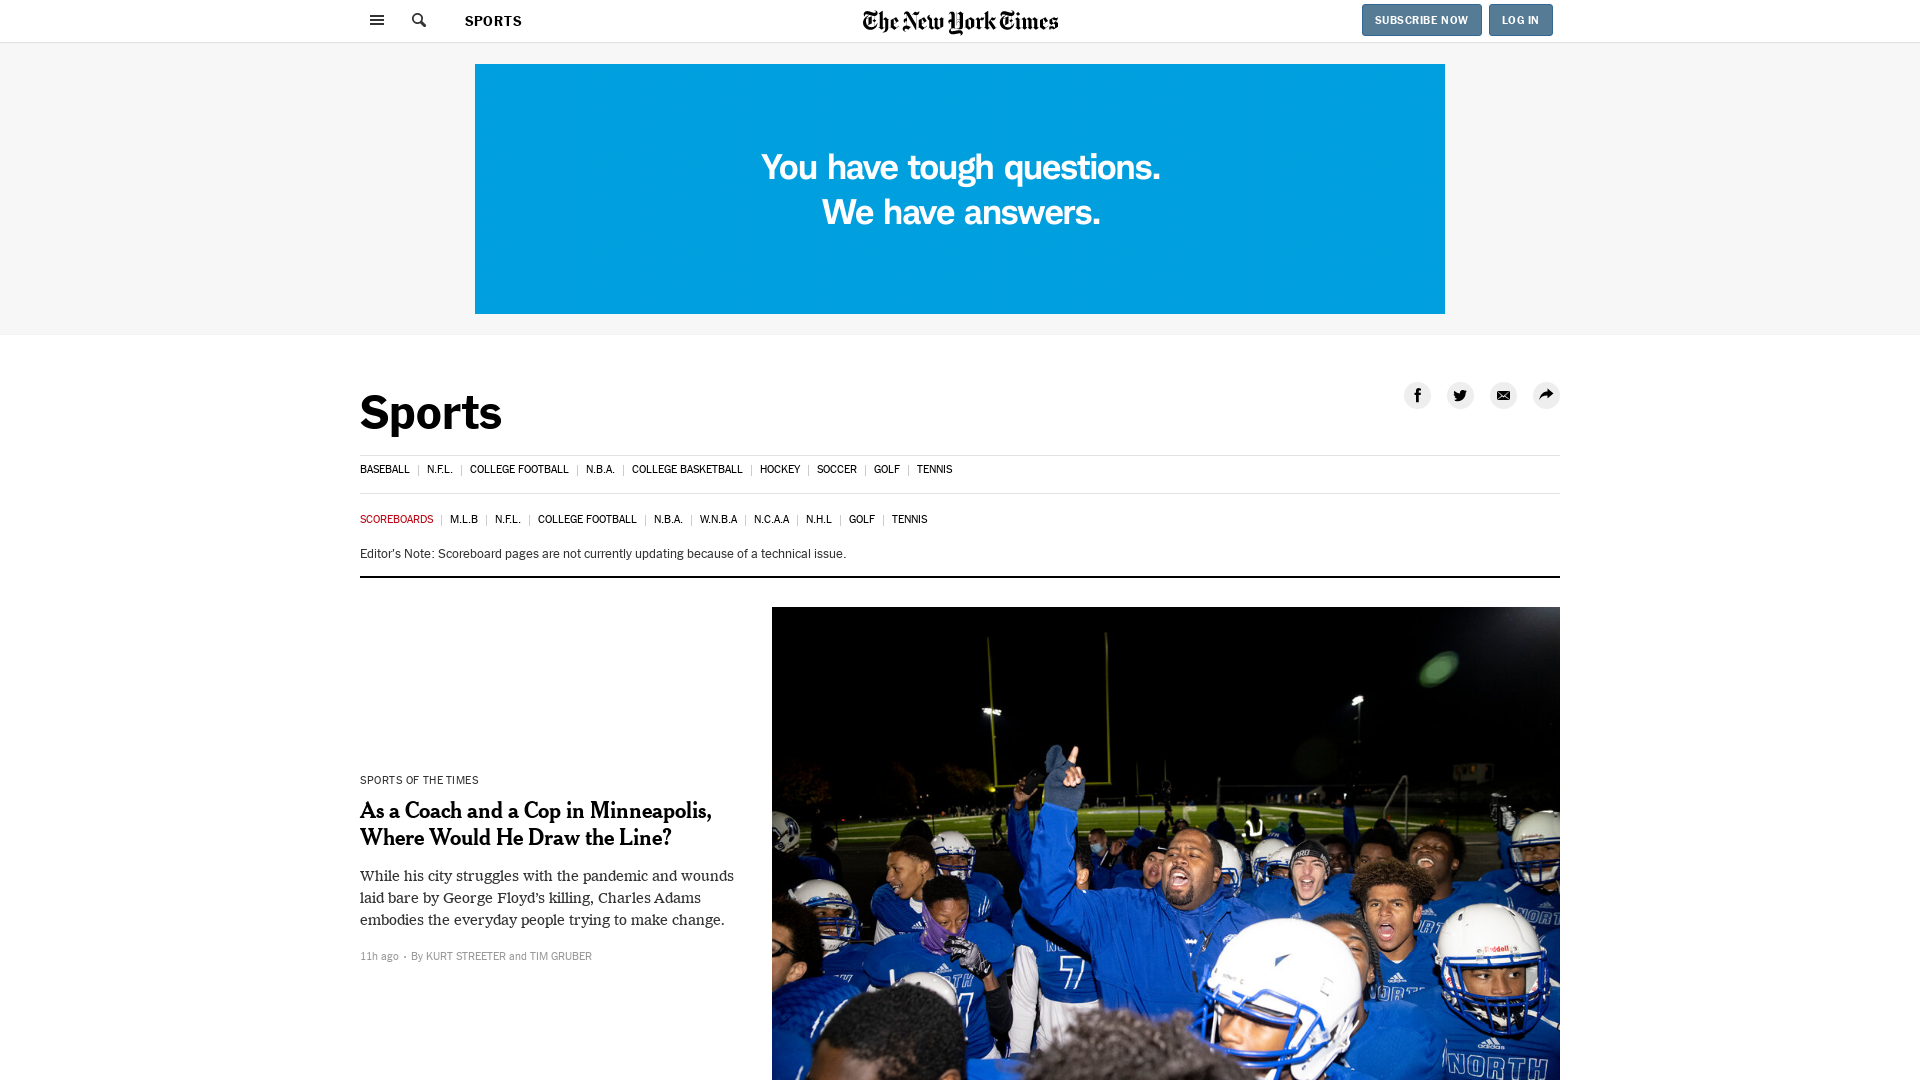 SPORTS
The New York Times
SUBSCRIBE NOW
LOG IN
You have tough questions.
We have answers.
Sports
BASEBALL | N.F.L. | COLLEGE FOOTBALL | N.B.A. | COLLEGE BASKETBALL | HOCKEY | SOCCER | GOLF | TENNIS
SCOREBOARDS | M.L.B | N.F.L. | COLLEGE FOOTBALL | N.B.A. | W.N.B.A | N.C.A.A | N.H.L | GOLF | TENNIS
Editor's Note: Scoreboard pages are not currently updating because of a technical issue.
SPORTS OF THE TIMES
As a Coach and a Cop in Minneapolis,
Where Would He Draw the Line?
While his city struggles with the pandemic and wounds
laid bare by George Floyd’s killing, Charles Adams
embodies the everyday people trying to make change.
11h ago · By KURT STREETER and TIM GRUBER
PRO
NORTH
7
Riddell
adidas
NORTH